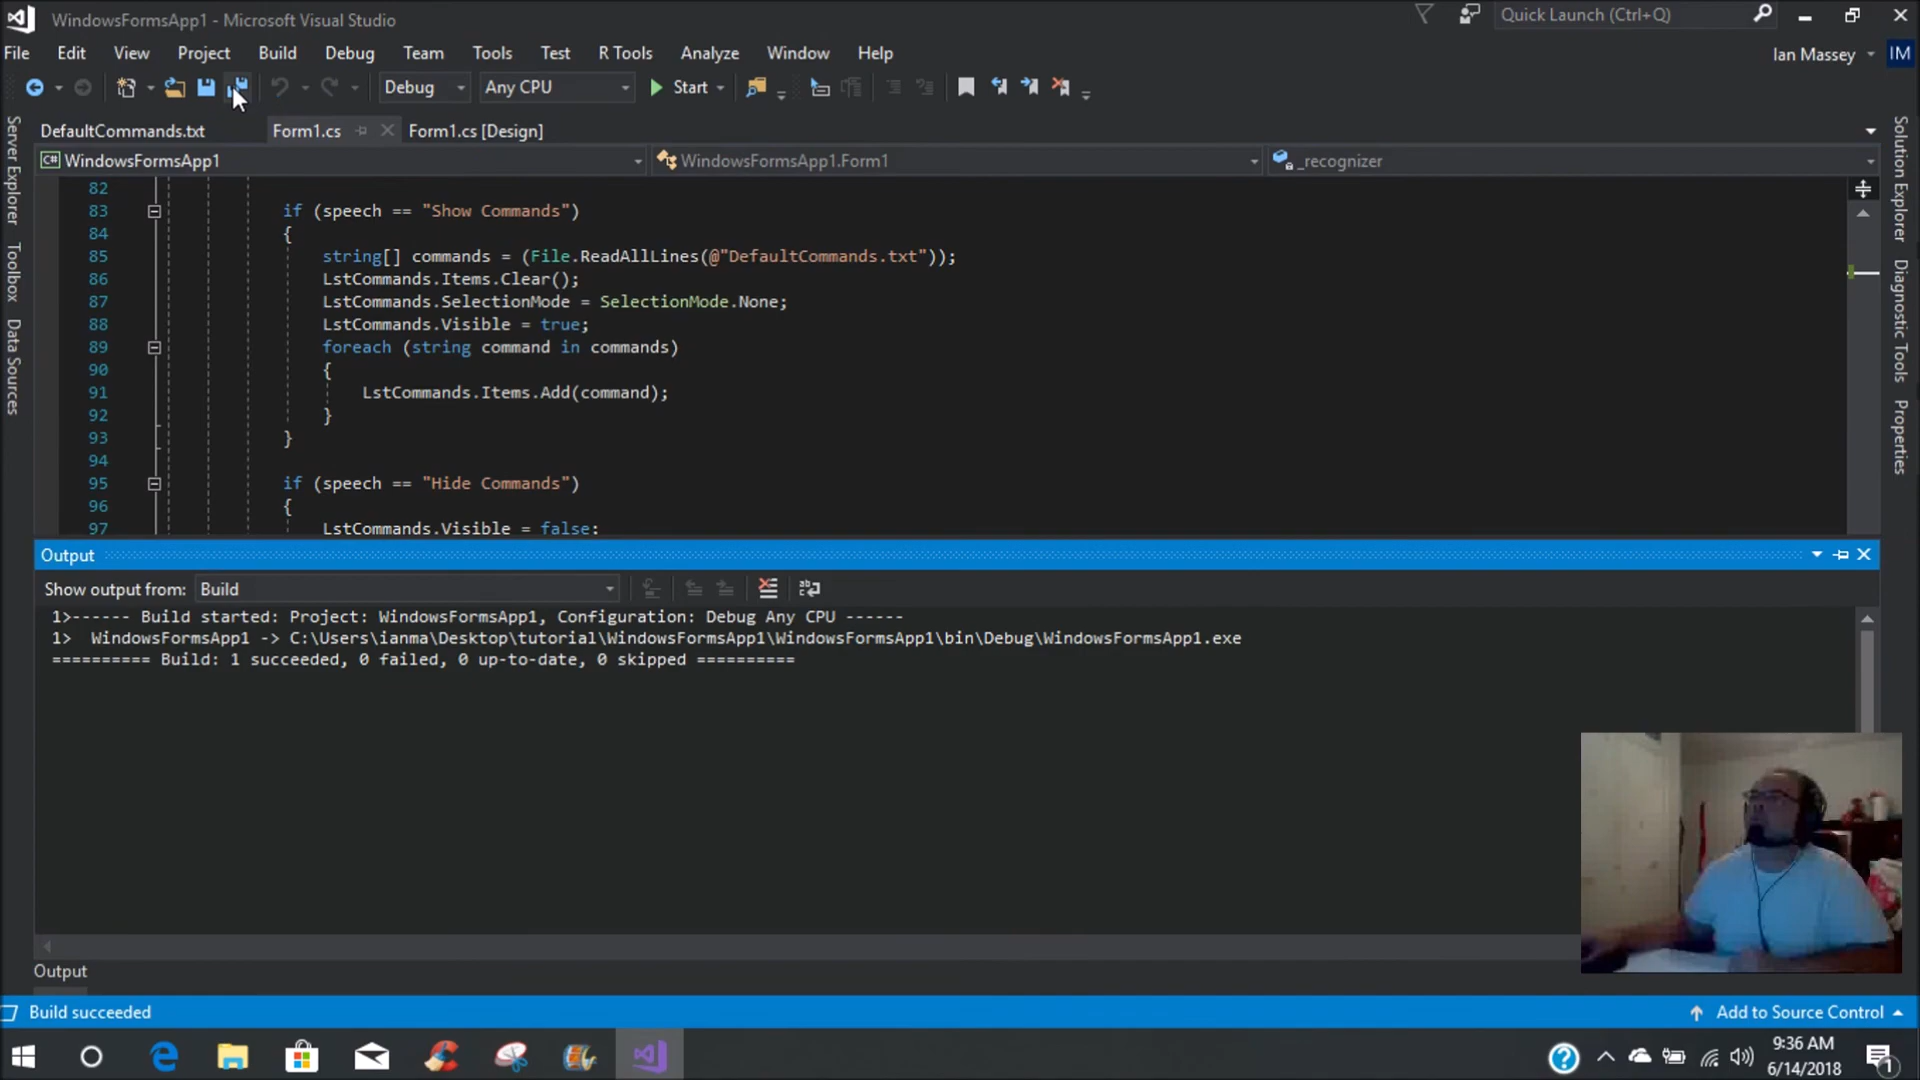 WindowsFormsApp1 - Microsoft Visual Studio
Quick Launch (Ctrl+Q)
File Edit View Project Build Debug Team Tools Test R Tools Analyze Window Help
Ian Massey IM
Debug Any CPU Start
DefaultCommands.txt Form1.cs Form1.cs [Design]
C# WindowsFormsApp1 WindowsFormsApp1.Form1 _recognizer
82
83 if (speech == "Show Commands")
84 {
85 string[] commands = (File.ReadAllLines(@"DefaultCommands.txt"));
86 LstCommands.Items.Clear();
87 LstCommands.SelectionMode = SelectionMode.None;
88 LstCommands.Visible = true;
89 foreach (string command in commands)
90 {
91 LstCommands.Items.Add(command);
92 }
93 }
94
95 if (speech == "Hide Commands")
96 {
97 LstCommands.Visible = false;
Server Explorer
Toolbox
Data Sources
Solution Explorer
Diagnostic Tools
Properties
Output
Show output from: Build
1>------ Build started: Project: WindowsFormsApp1, Configuration: Debug Any CPU ------
1> WindowsFormsApp1 -> C:\Users\ianma\Desktop\tutorial\WindowsFormsApp1\WindowsFormsApp1\bin\Debug\WindowsFormsApp1.exe
========== Build: 1 succeeded, 0 failed, 0 up-to-date, 0 skipped ==========
Output
Build succeeded
Add to Source Control
9:36 AM
6/14/2018
1